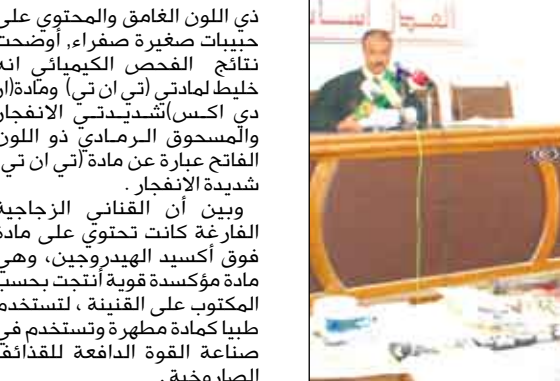 العدل أساس
ذي اللون الغامق والمحتوي على
حبيبات صغيرة صفراء, أوضحت
نتائج الفحص الكيميائي انه
خليط لمادتي (تي ان تي) ومادة(ار
دي اكس)شديدتي الانفجار
والمسحوق الرمادي ذو اللون
الفاتح عبارة عن مادة (تي ان تي)
شديدة الانفجار .
وبين أن القناني الزجاجية
الفارغة كانت تحتوي على مادة
فوق أكسيد الهيدروجين، وهي
مادة مؤكسدة قوية أنتجت بحسب
المكتوب على القنينة ، لتستخدم
طبيا كمادة مطهرة وتستخدم في
صناعة القوة الدافعة للقذائف
الصاروخية .